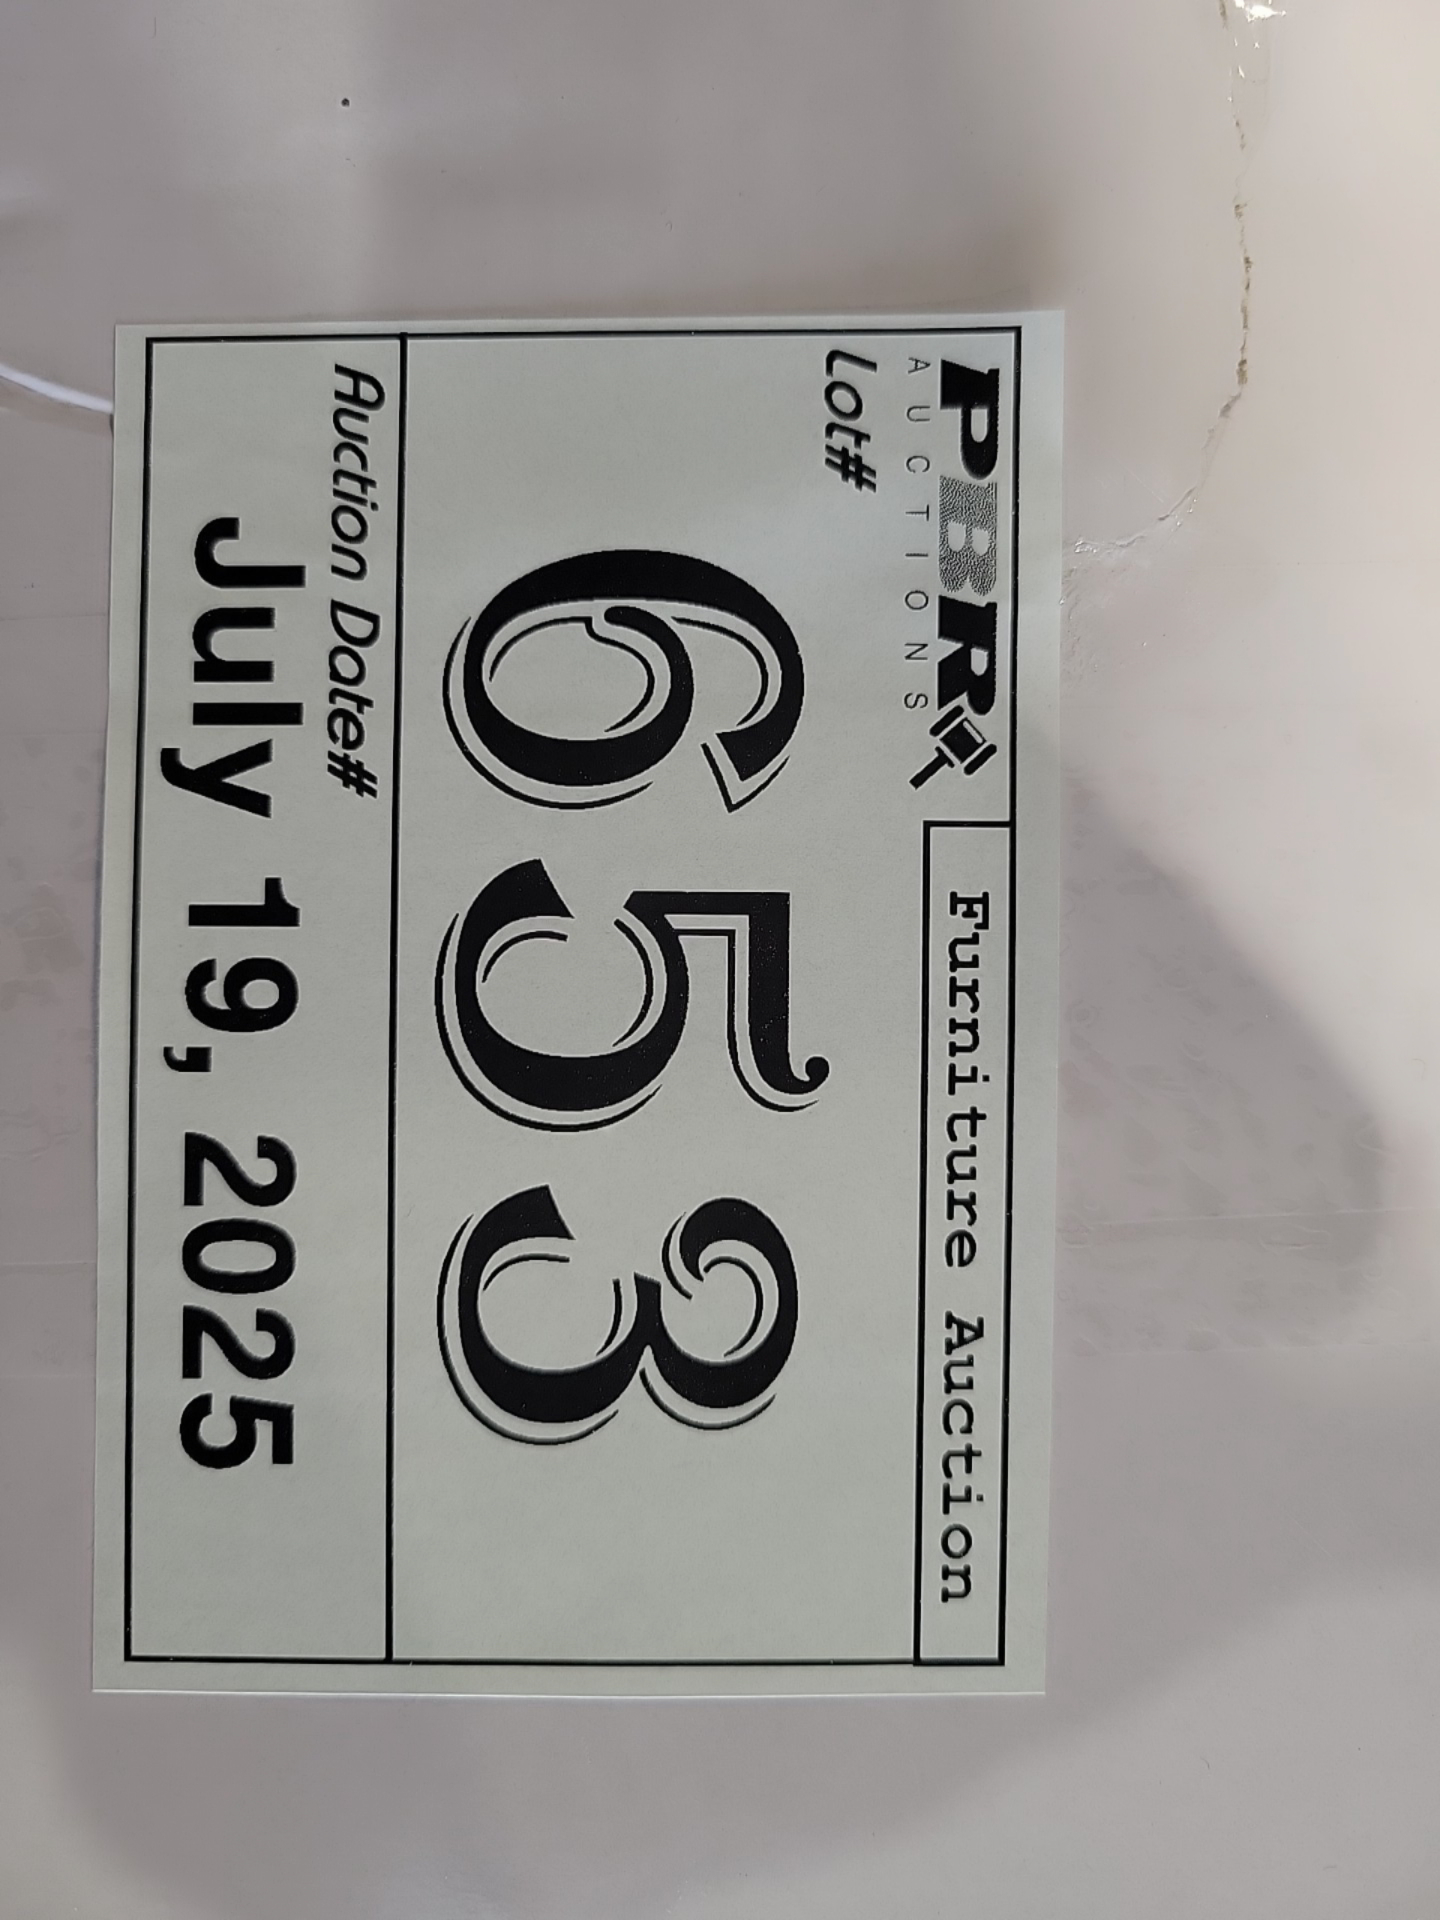 PBR
AUCTIONS
Furniture Auction
Lot#
653
Auction Date#
July 19, 2025